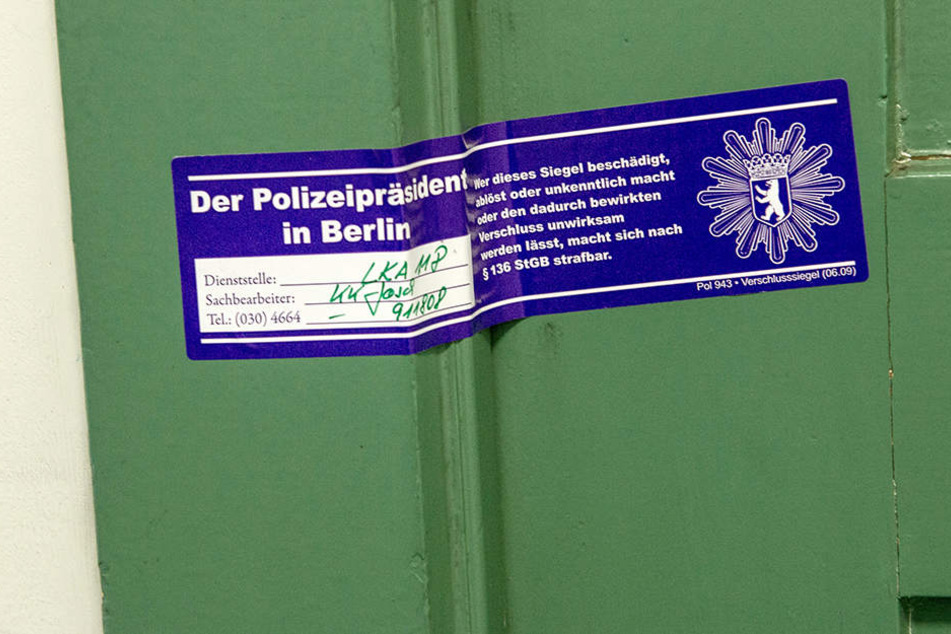 Der Polizeipräsident
in Berlin
Dienststelle: LKA 118
Sachbearbeiter: KK
Tel.: (030) 4664 911808
Wer dieses Siegel beschädigt,
ablöst oder unkenntlich macht
oder den dadurch bewirkten
Verschluss unwirksam
werden lässt, macht sich nach
§ 136 StGB strafbar.
Pol 943 • Verschlusssiegel (06.09)